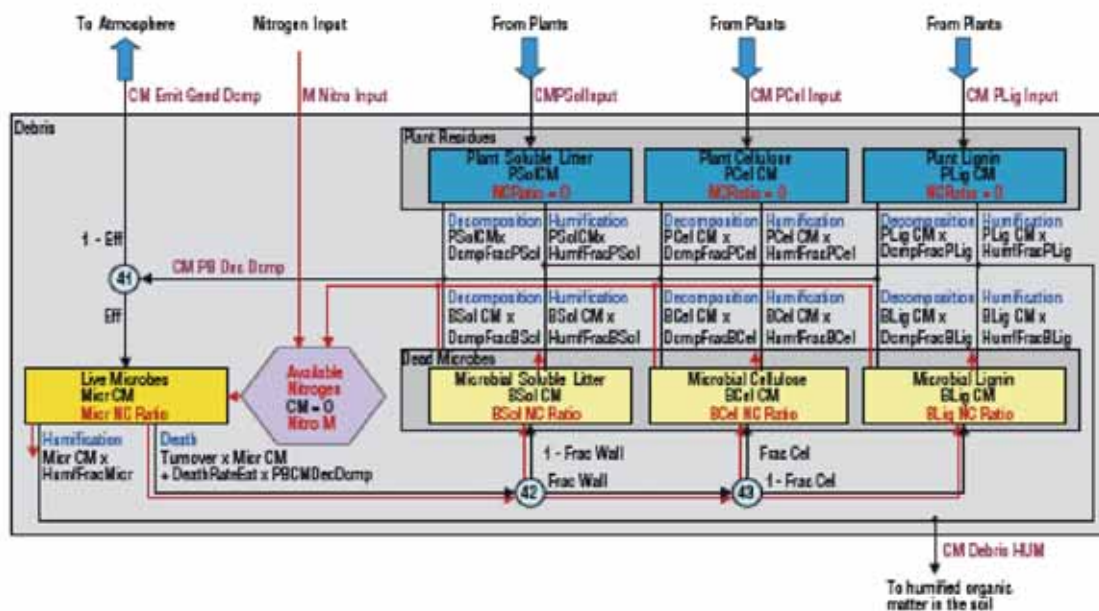 To Atmosphere
Nitrogen Input
From Plants
From Plants
From Plants
CM Emit Gend Dcmp
M Nitro Input
CMPSolInput
CM PCel Input
CM PLig Input
Debris
Plant Residues
Plant Soluble Litter
PSolCM
NCRatio = 0
Plant Cellulose
PCel CM
NCRatio = 0
Plant Lignin
PLig CM
NCRatio = 0
Decomposition
PSolCMx
DcmpFracPSol
Humification
PSolCMx
HumfFracPSol
Decomposition
PCel CM x
DcmpFracPCel
Humification
PCel CM x
HumfFracPCel
Decomposition
PLig CM x
DcmpFracPLig
Humification
PLig CM x
HumfFracPLig
1 - Eff
41
CM PB Dec Dcmp
Eff
Decomposition
BSol CM x
DcmpFracBSol
Humification
BSol CM x
HumfFracBSol
Decomposition
BCel CM x
DcmpFracBCel
Humification
BCel CM x
HumfFracBCel
Decomposition
BLig CM x
DcmpFracBLig
Humification
BLig CM x
HumfFracBLig
Dead Microbes
Live Microbes
Micr CM
Micr NC Ratio
Available
Nitrogen
CM = 0
Nitro M
Microbial Soluble Litter
BSol CM
BSol NC Ratio
Microbial Cellulose
BCel CM
BCel NC Ratio
Microbial Lignin
BLig CM
BLig NC Ratio
Humification
Micr CM x
HumfFracMicr
Death
Turnover x Micr CM
+ DeathRateEat x PBCMDecDcmp
1 - Frac Wall
42
Frac Wall
Frac Cel
43
1 - Frac Cel
CM Debris HUM
To humified organic
matter in the soil